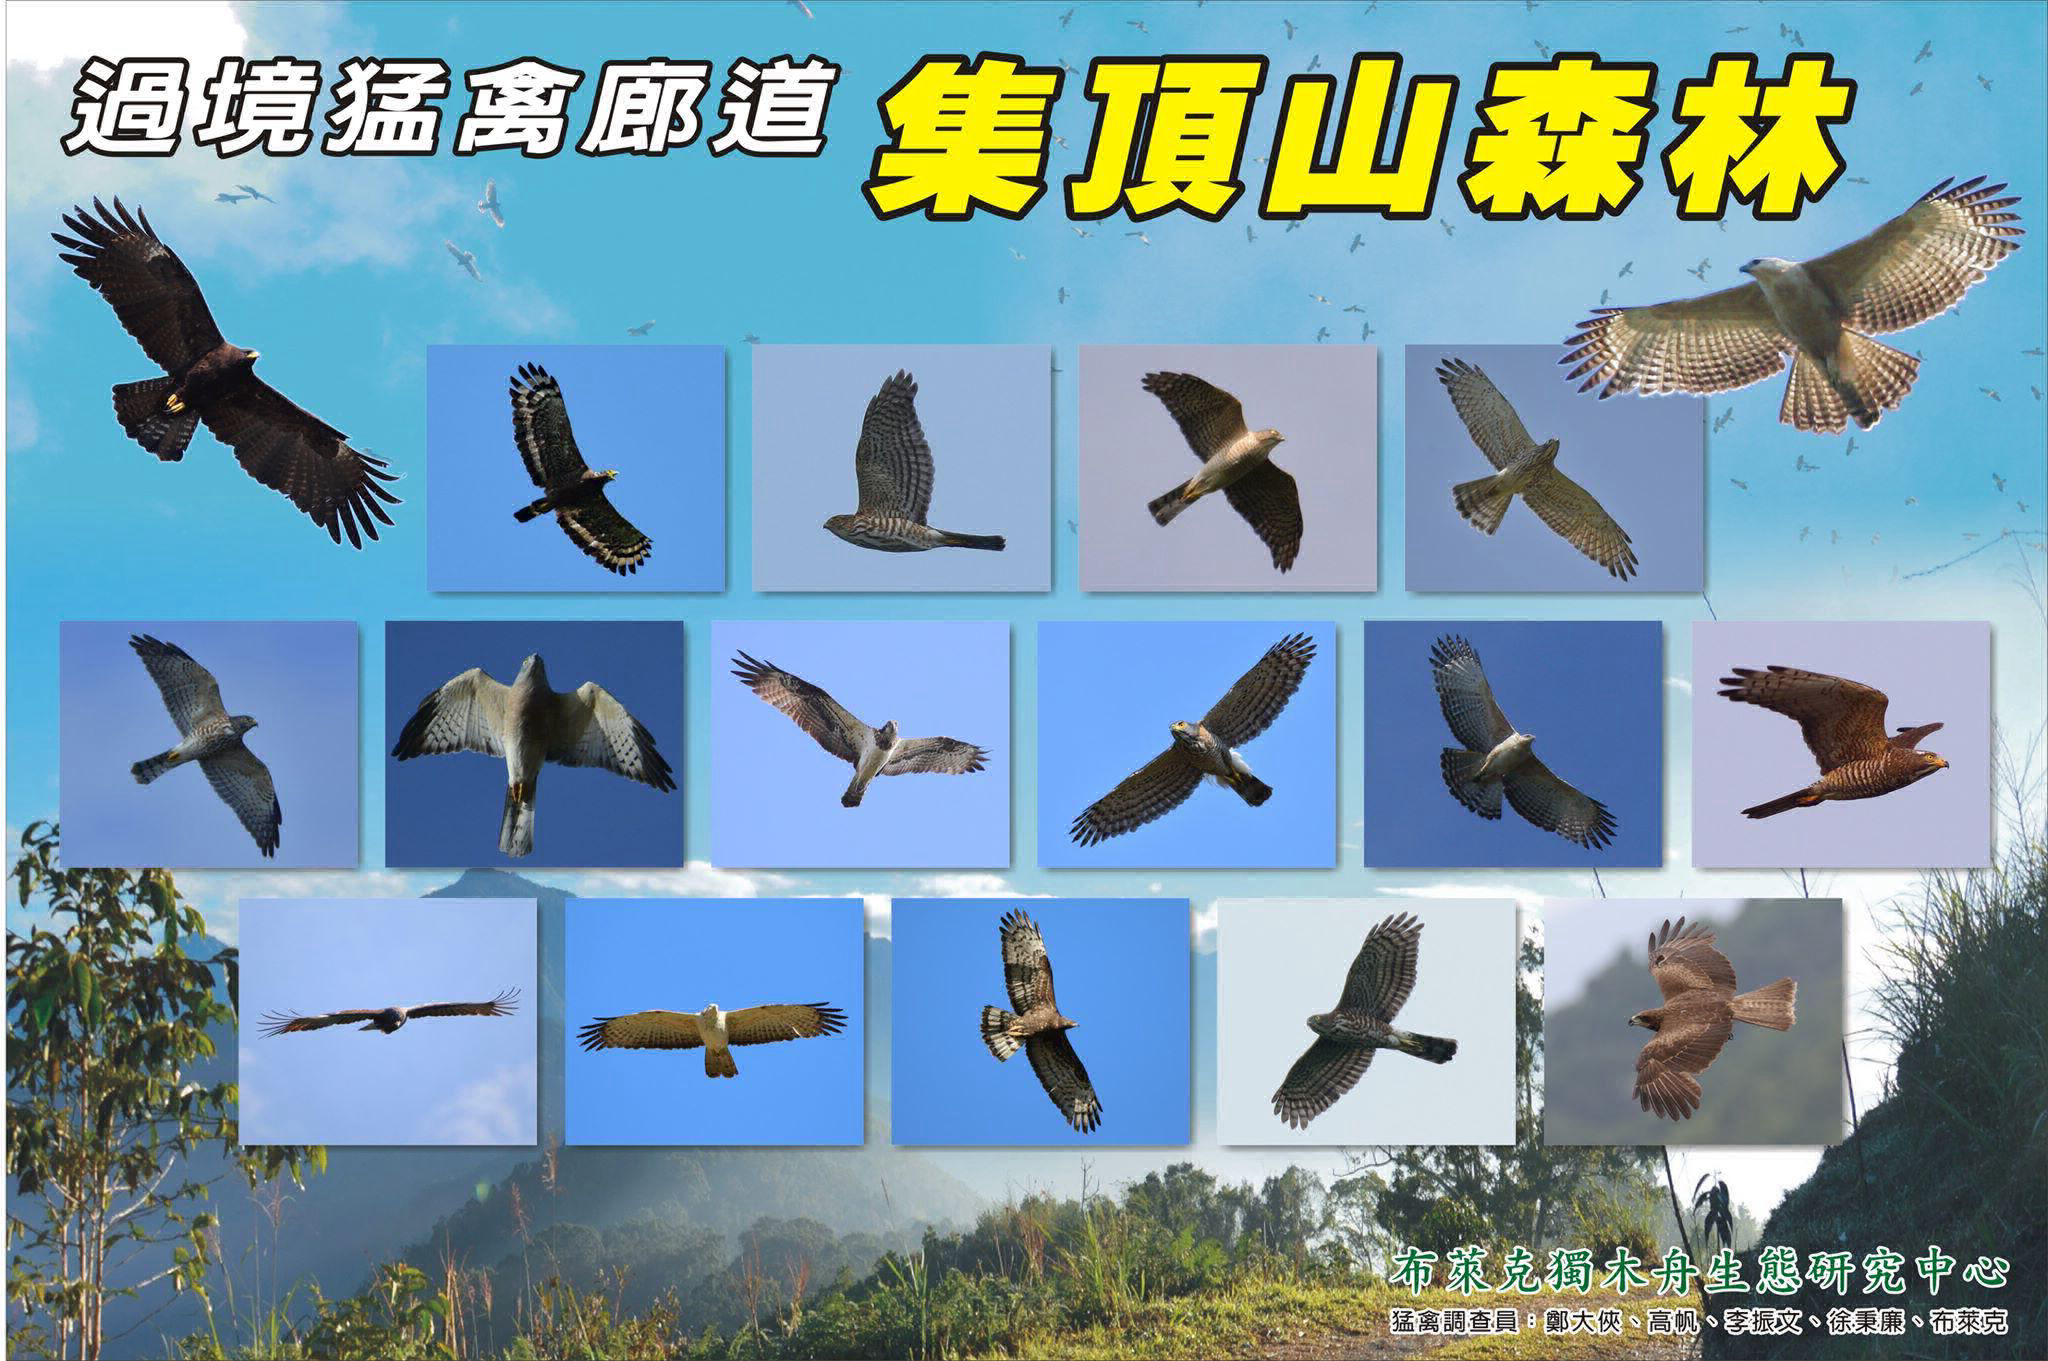 過境猛禽廊道 集頂山森林
布萊克獨木舟生態研究中心
猛禽調查員：鄭大俠、高帆、李振文、徐秉廉、布萊克